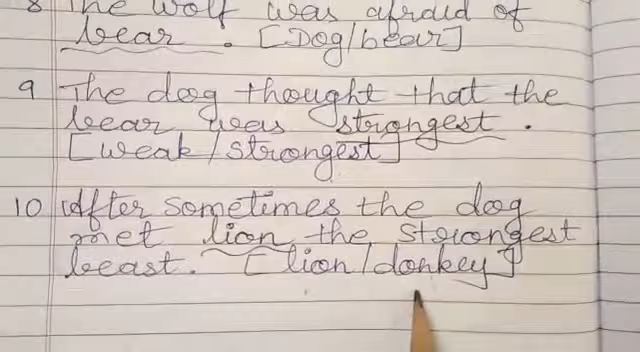 8 The wolf was afraid of
bear. [Dog/bear]
9 The dog thought that the
bear was strongest.
[weak/strongest]
10 After sometimes the dog
met lion the strongest
beast. [lion/donkey]